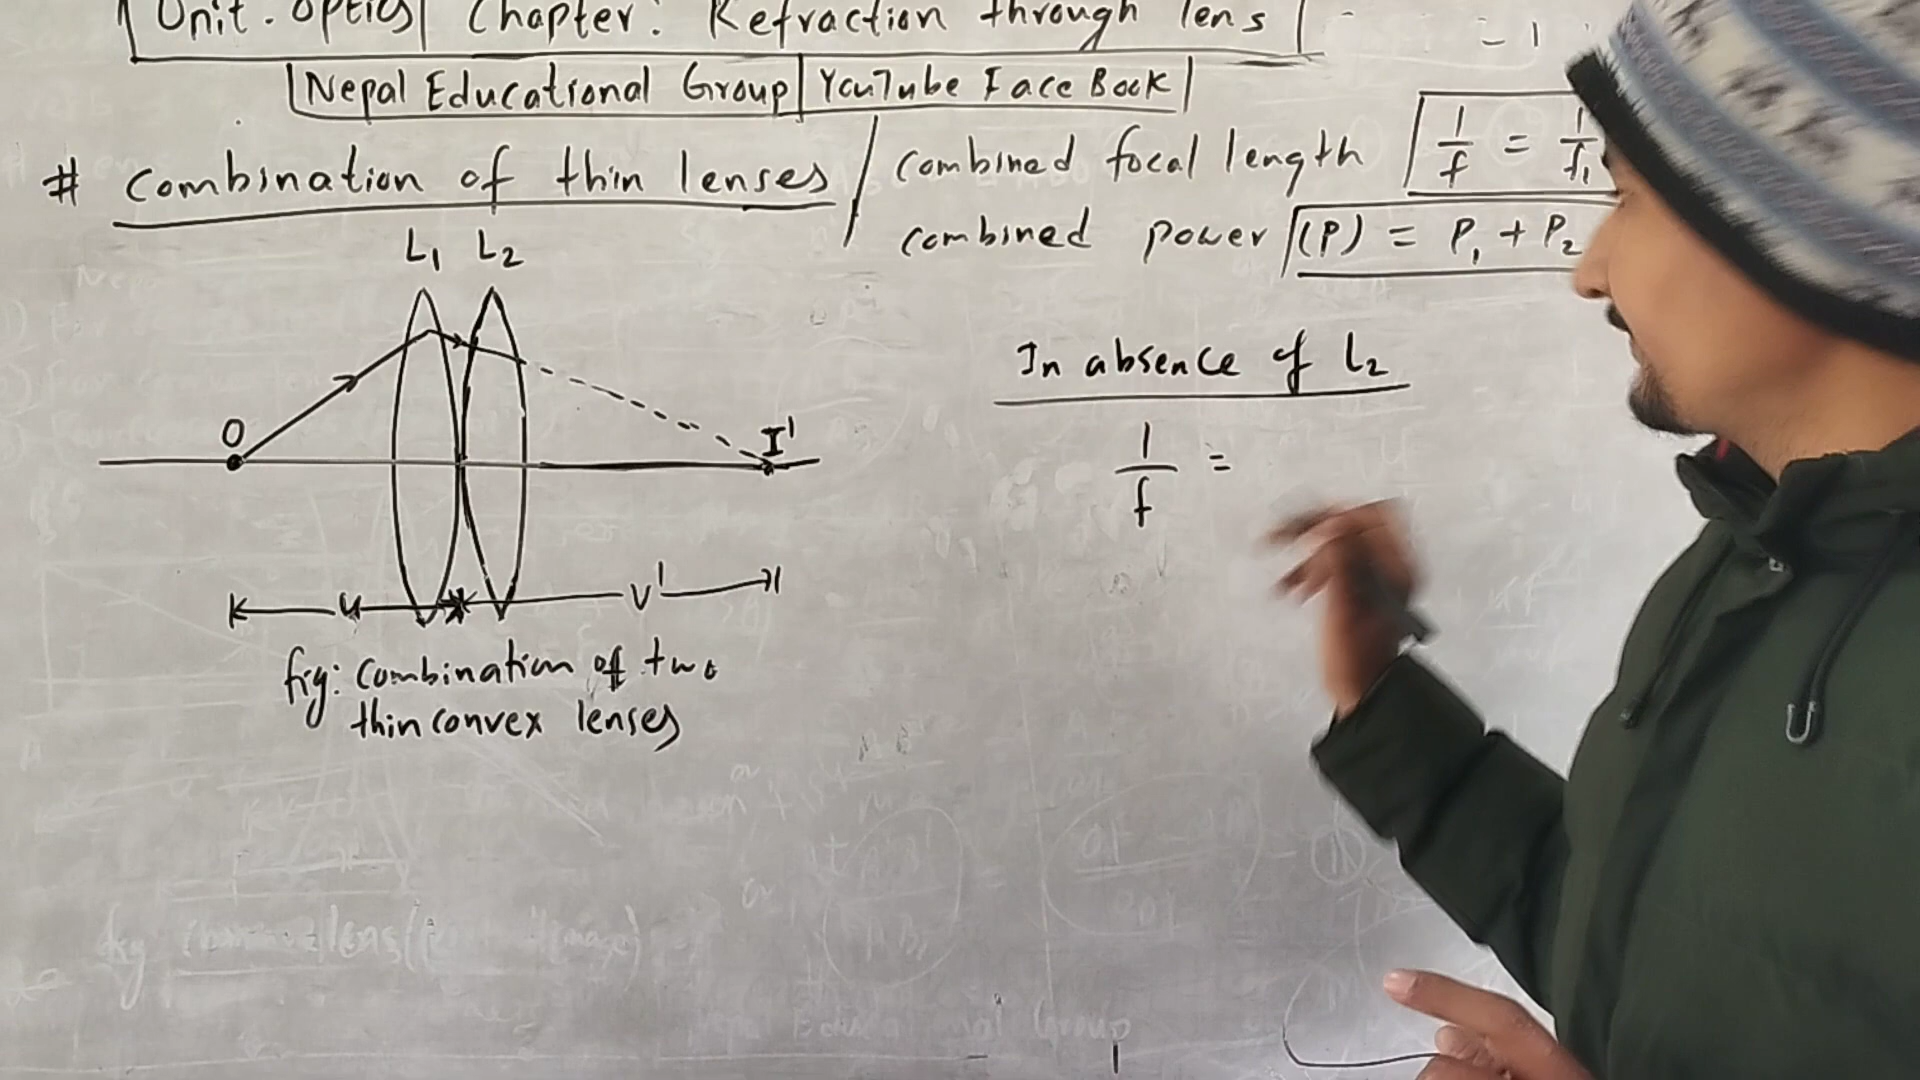 Unit. Optics Chapter: Refraction through lens
Nepal Educational Group YouTube FaceBook
# Combination of thin lenses / combined focal length 1/f = 1/f₁
combined power (P) = P₁ + P₂
L₁ L₂
In absence of L₂
1/f =
O
I'
u v'
fig: Combination of two
thin convex lenses